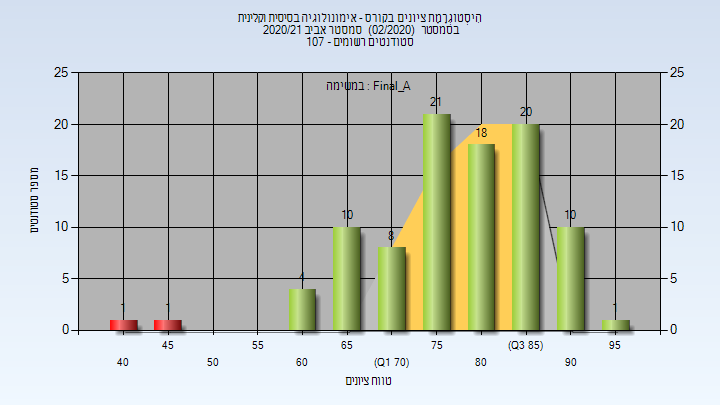 היסטוגרמת ציונים בקורס - אימונולוגיה בסיסית וקלינית
בסמסטר (02/2020) סמסטר אביב 2020/21
סטודנטים רשומים - 107
במשימה : Final_A
25 25
20 20
15 15
10 10
5 5
0 0
מספר סטודנטים
1 1 4 10 8 21 18 20 10 1
45 55 65 75 (Q3 85) 95
40 50 60 (Q1 70) 80 90
טווח ציונים